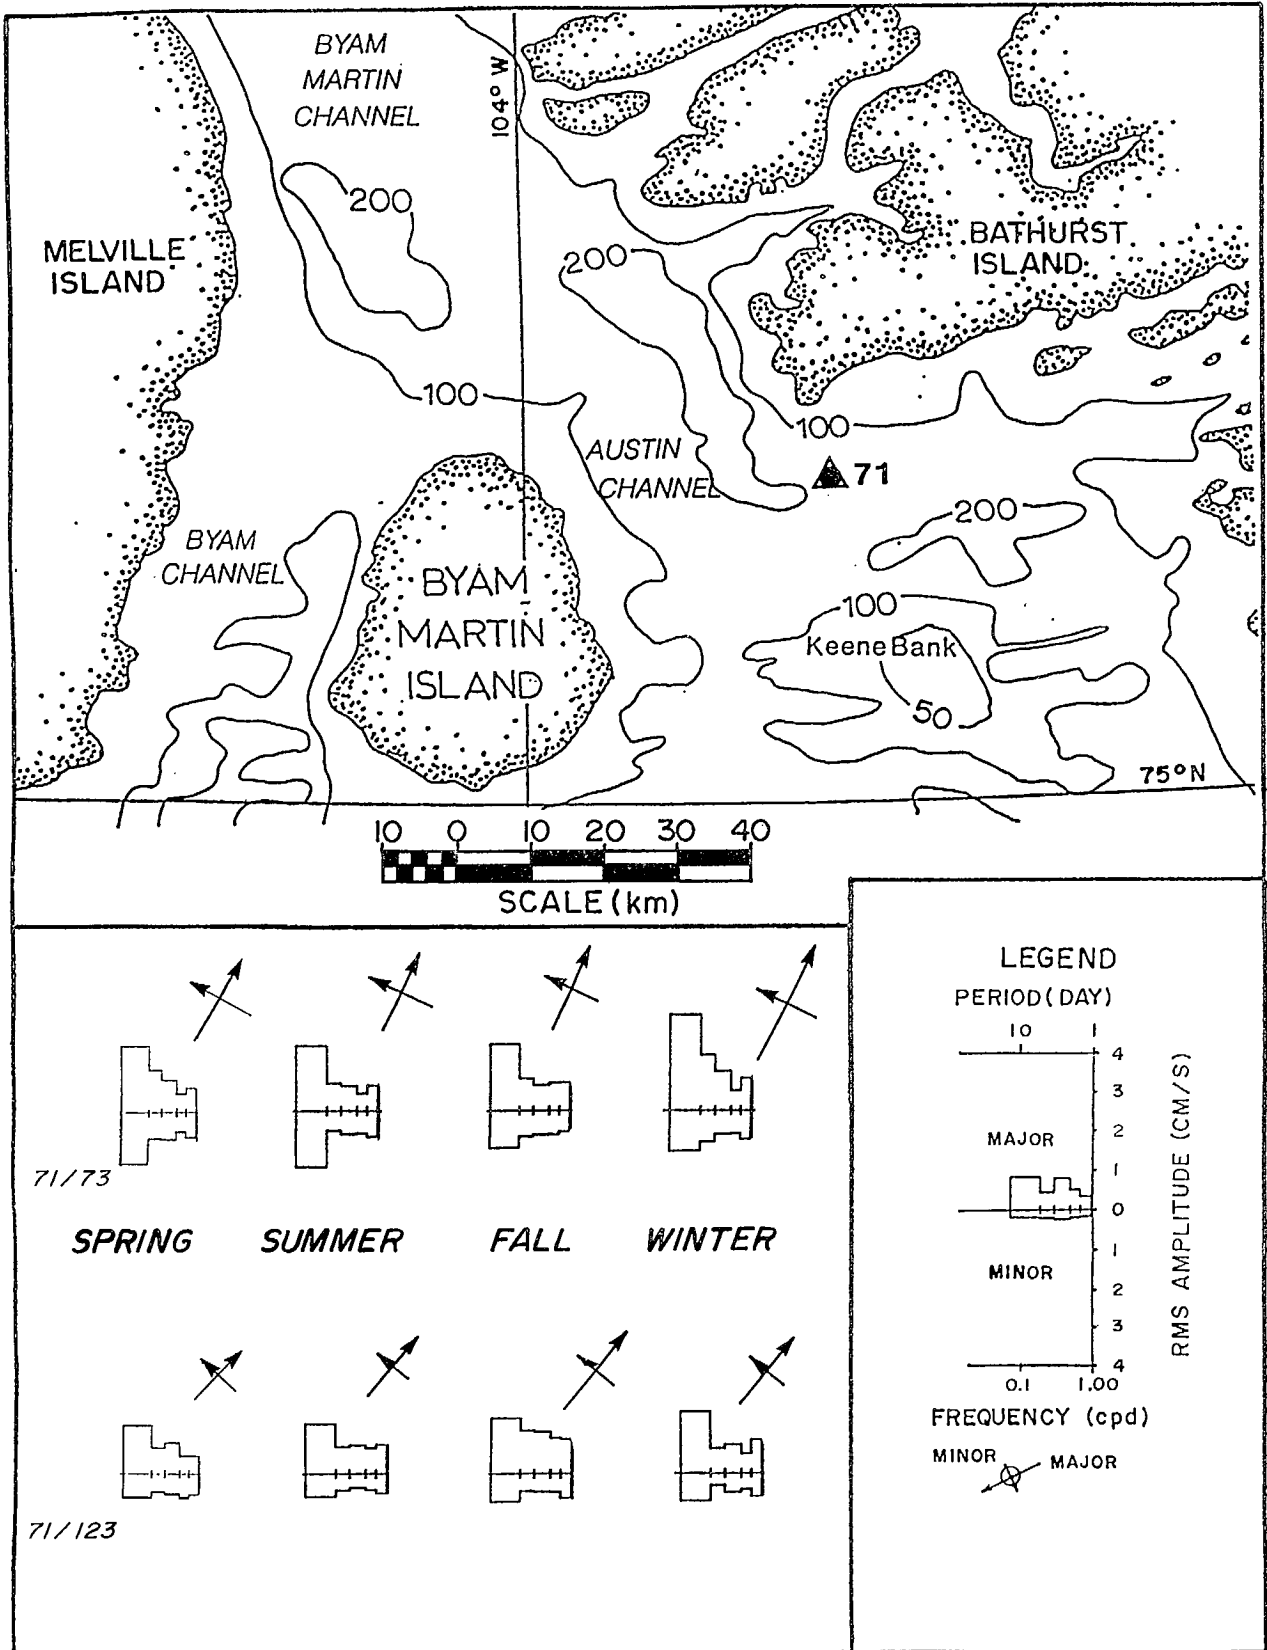 BYAM
MARTIN
CHANNEL
104° W
200
MELVILLE
ISLAND
200
BATHURST
ISLAND
100
100
AUSTIN
CHANNEL
71
200
BYAM
CHANNEL
BYAM
MARTIN
ISLAND
100
Keene Bank
50
75°N
10 0 10 20 30 40
SCALE (km)
71/73
SPRING SUMMER FALL WINTER
71/123
LEGEND
PERIOD (DAY)
10 1
4
3
2
1
0
1
2
3
4
MAJOR
MINOR
RMS AMPLITUDE (CM/S)
0.1 1.00
FREQUENCY (cpd)
MINOR MAJOR